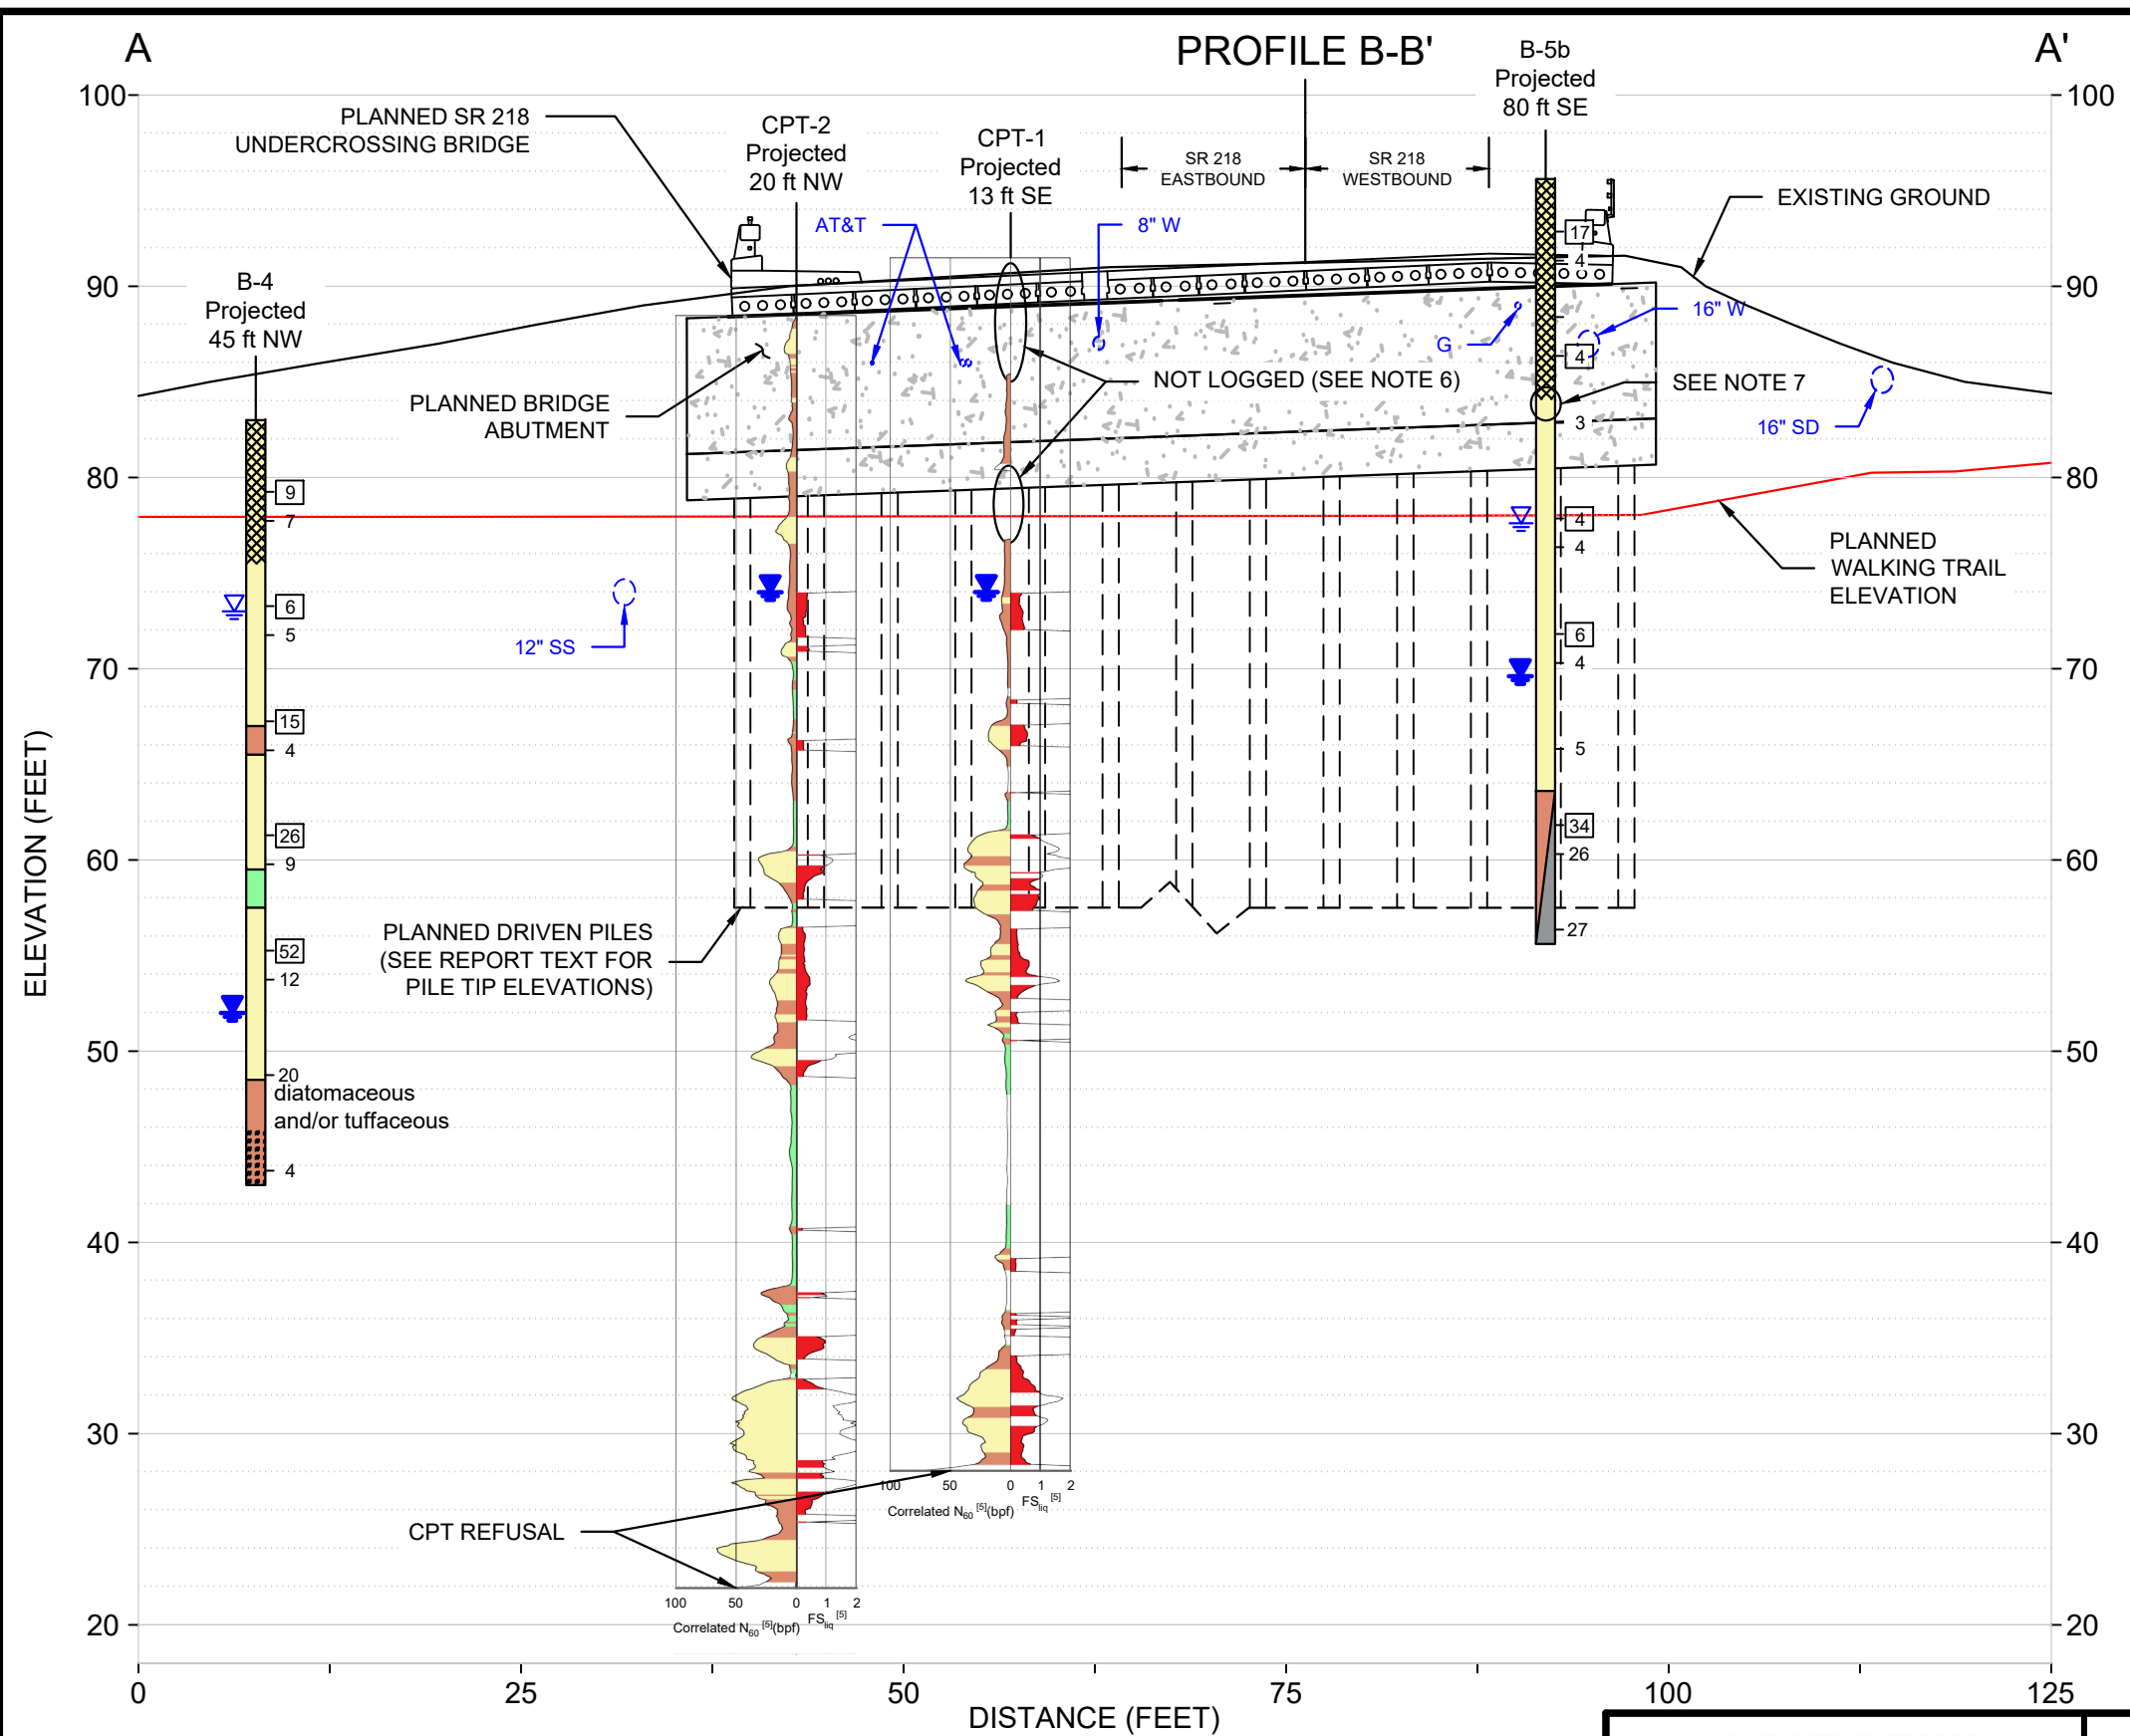 A
PROFILE B-B'
A'
B-5b
Projected
80 ft SE
100
100
PLANNED SR 218
UNDERCROSSING BRIDGE
CPT-2
Projected
20 ft NW
CPT-1
Projected
13 ft SE
SR 218
EASTBOUND
SR 218
WESTBOUND
EXISTING GROUND
AT&T
8" W
17
4
B-4
Projected
45 ft NW
90
90
16" W
G
4
NOT LOGGED (SEE NOTE 6)
SEE NOTE 7
PLANNED BRIDGE
ABUTMENT
3
16" SD
80
80
9
7
4
4
PLANNED
WALKING TRAIL
ELEVATION
6
5
12" SS
6
4
70
70
15
4
5
ELEVATION (FEET)
26
9
34
26
60
60
PLANNED DRIVEN PILES
(SEE REPORT TEXT FOR
PILE TIP ELEVATIONS)
27
52
12
50
50
20
diatomaceous
and/or tuffaceous
4
40
40
30
30
100 50 0 1 2
Correlated N60 [5](bpf) FSliq [5]
CPT REFUSAL
100 50 0 1 2
Correlated N60 [5](bpf) FSliq [5]
20
20
0 25 50 75 100 125
DISTANCE (FEET)